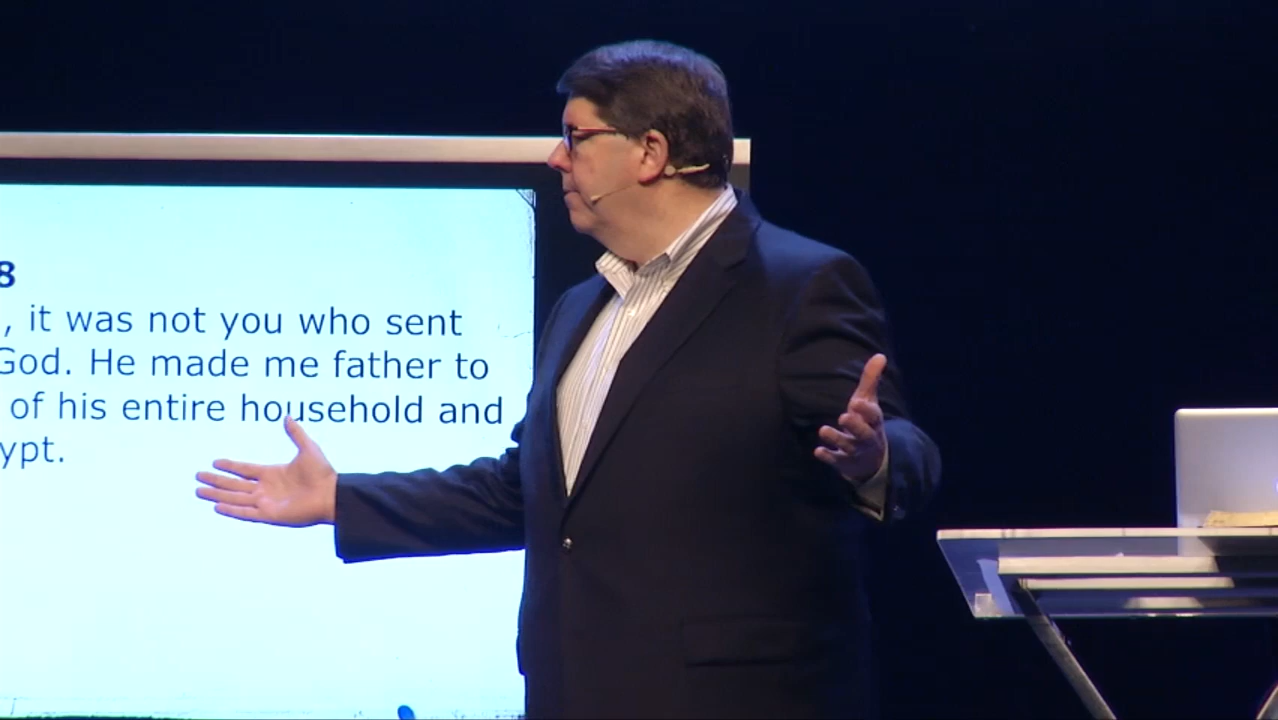 8
, it was not you who sent
God. He made me father to
of his entire household and
ypt.